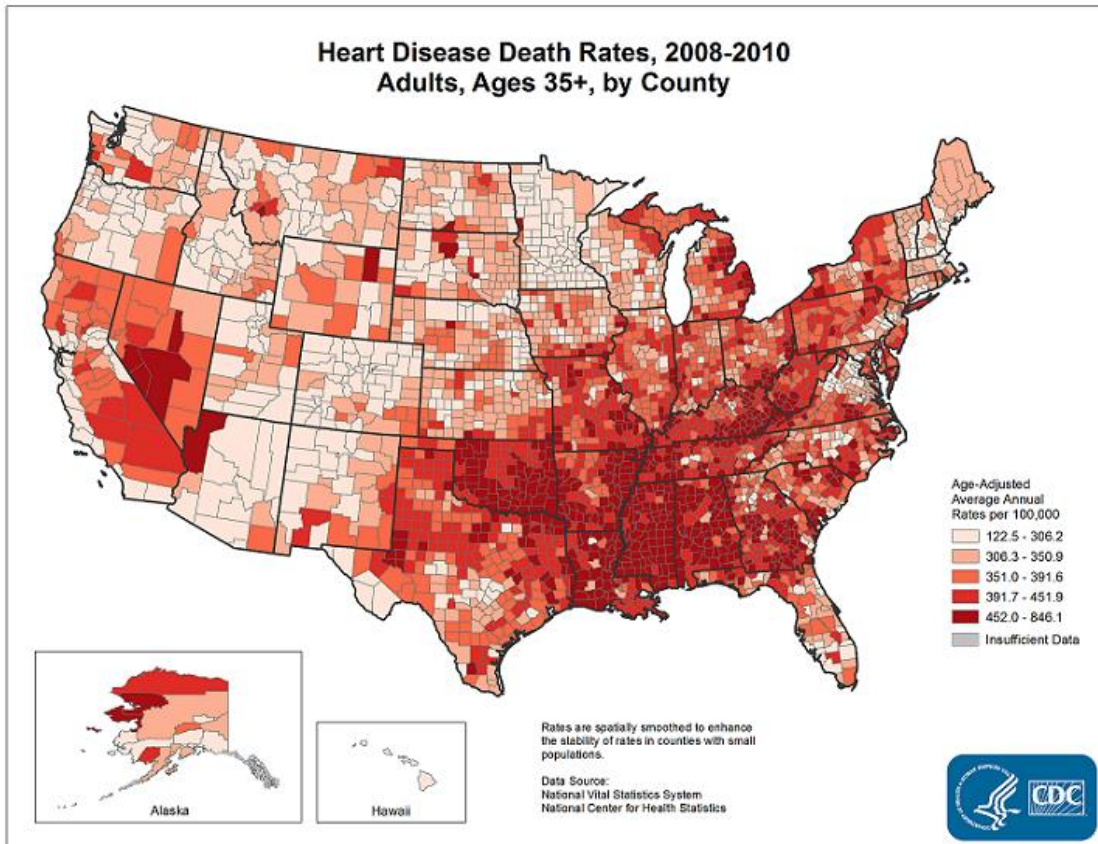 Heart Disease Death Rates, 2008-2010
Adults, Ages 35+, by County
Age-Adjusted
Average Annual
Rates per 100,000
122.5 - 306.2
306.3 - 350.9
351.0 - 391.6
391.7 - 451.9
452.0 - 846.1
Insufficient Data
Alaska
Hawaii
Rates are spatially smoothed to enhance
the stability of rates in counties with small
populations.
Data Source:
National Vital Statistics System
National Center for Health Statistics
CDC